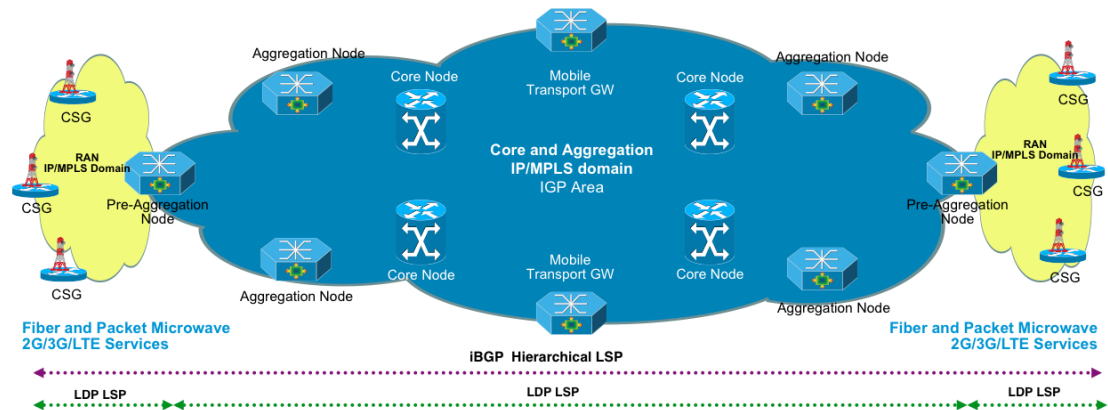 Aggregation Node
Core Node
Mobile
Transport GW
Core Node
Aggregation Node
CSG
RAN
IP/MPLS Domain
CSG
Pre-Aggregation
Node
CSG
Core and Aggregation
IP/MPLS domain
IGP Area
CSG
RAN
IP/MPLS Domain
CSG
Pre-Aggregation
Node
CSG
Aggregation Node
Core Node
Mobile
Transport GW
Core Node
Aggregation Node
Fiber and Packet Microwave
2G/3G/LTE Services
Fiber and Packet Microwave
2G/3G/LTE Services
iBGP Hierarchical LSP
LDP LSP
LDP LSP
LDP LSP